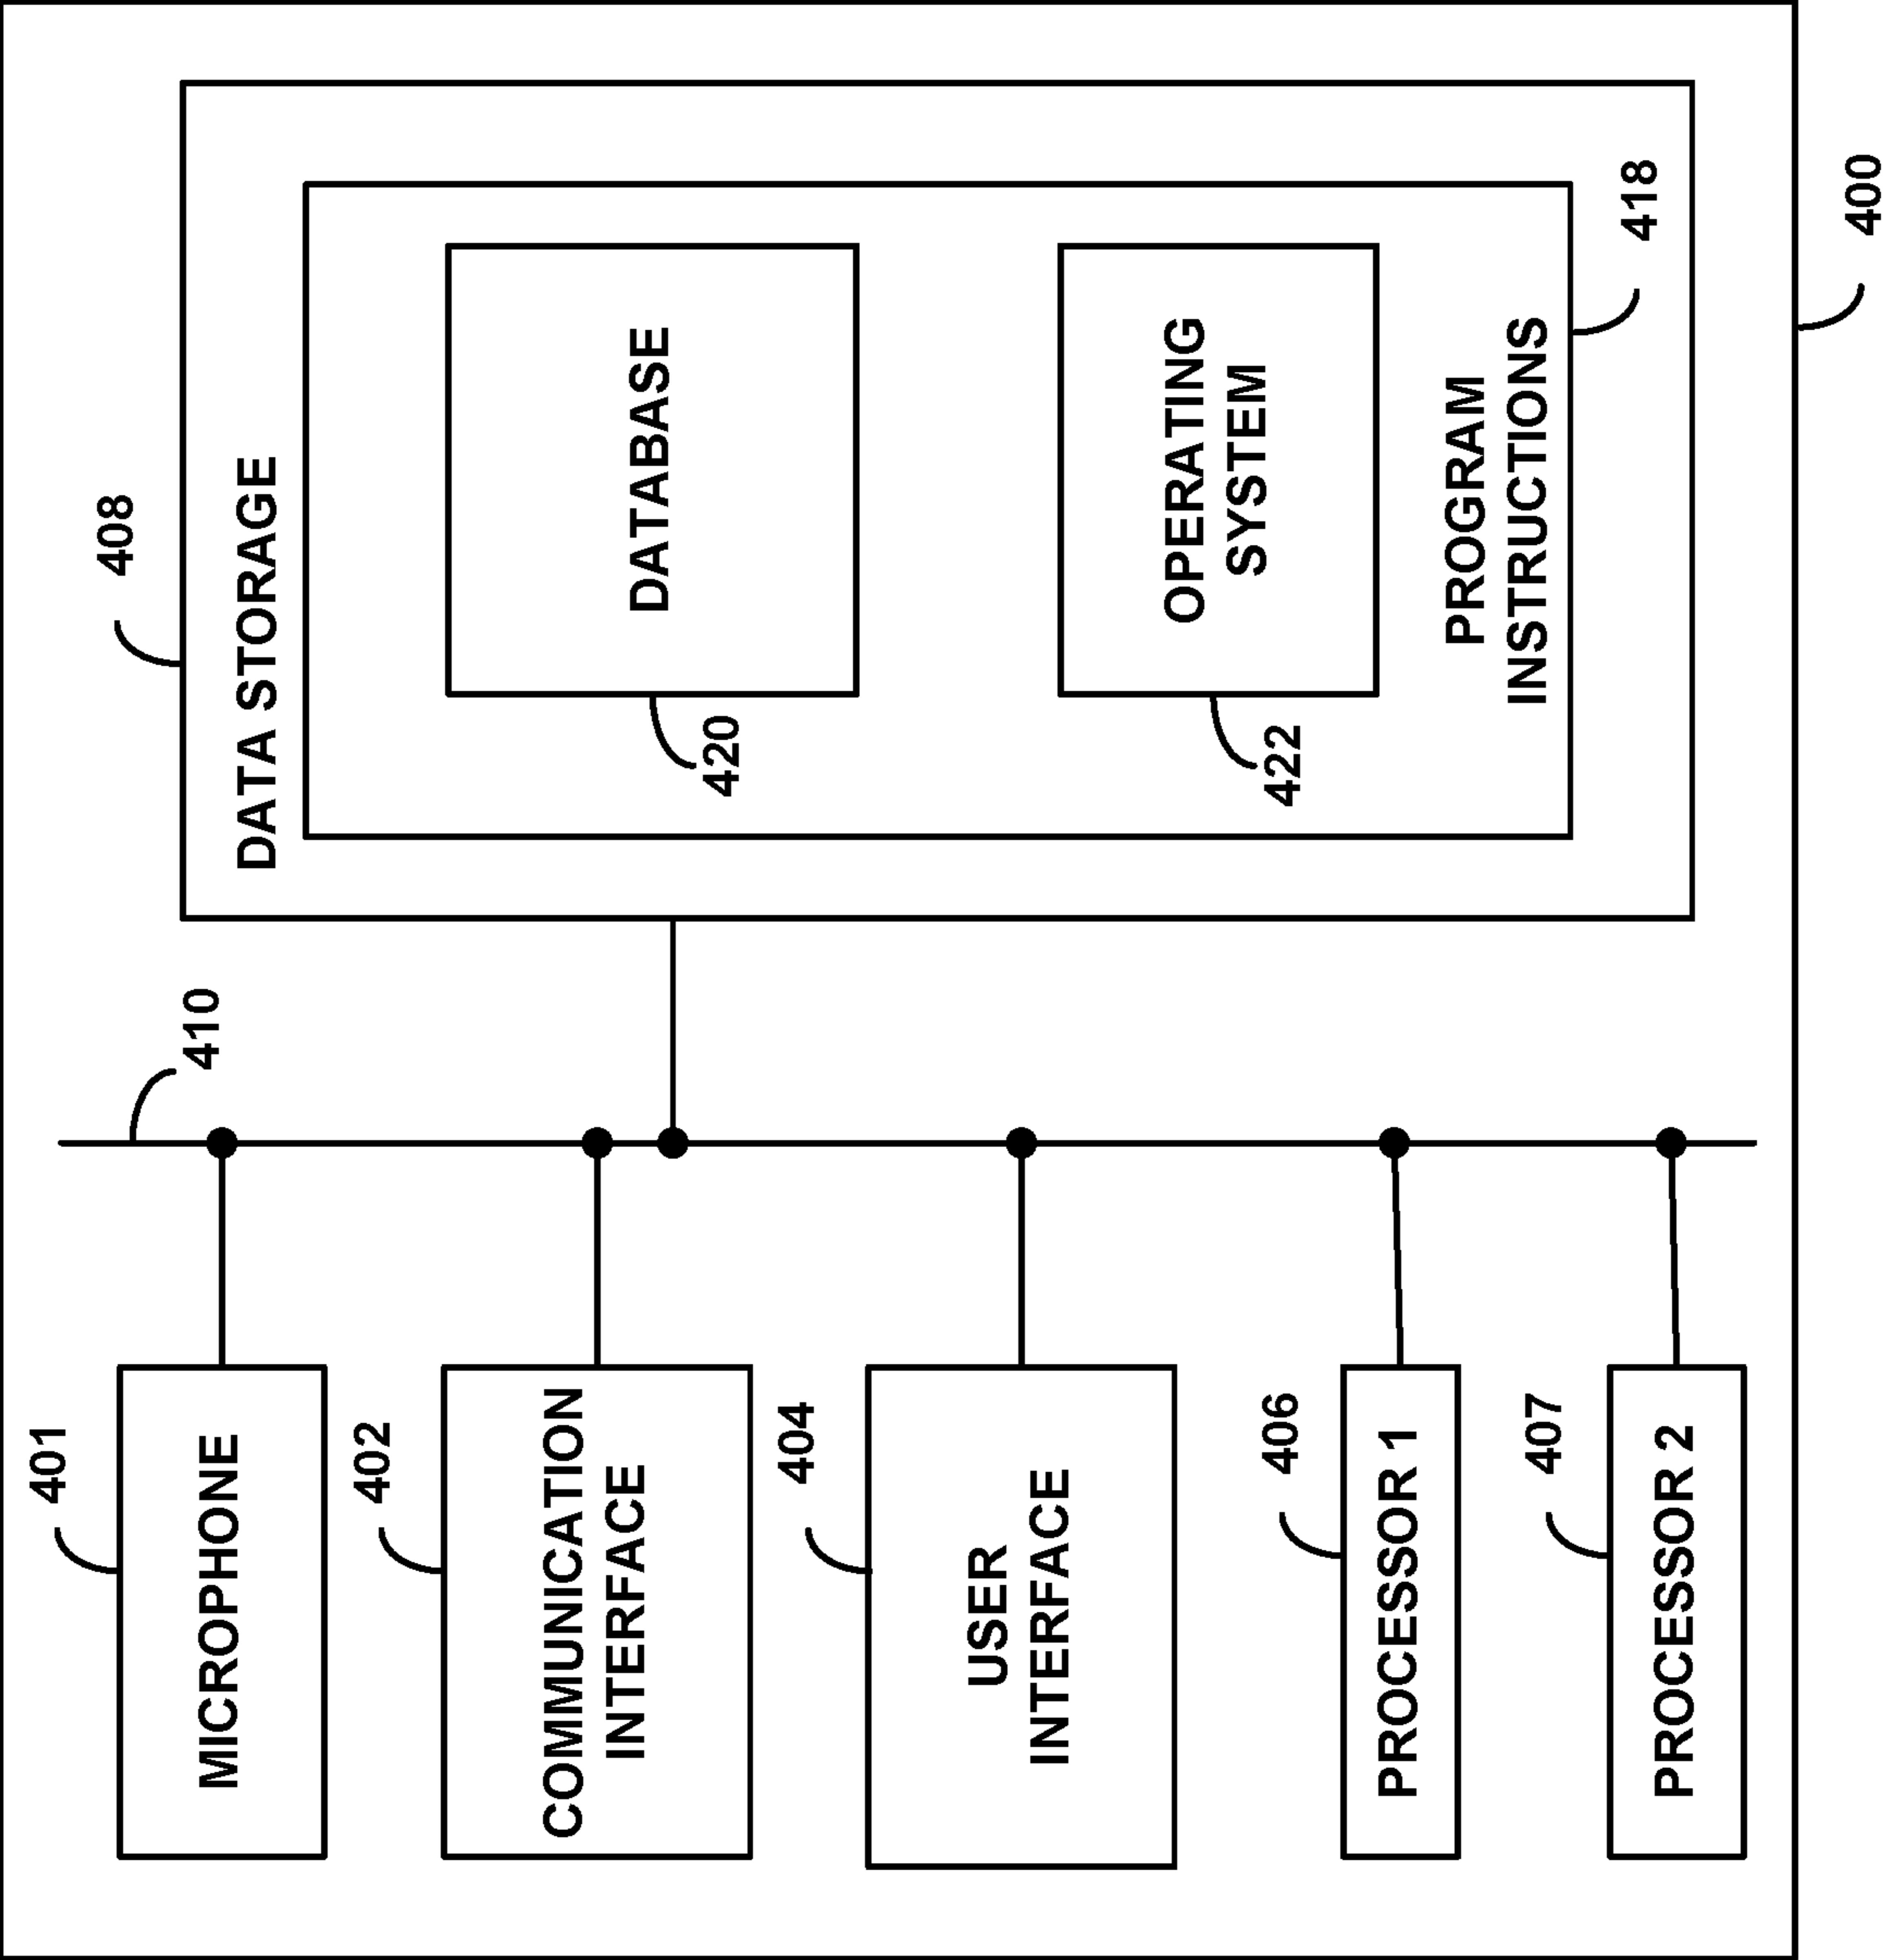 401
MICROPHONE
402
COMMUNICATION
INTERFACE
404
USER
INTERFACE
406
PROCESSOR 1
407
PROCESSOR 2
410
408
DATA STORAGE
DATABASE
420
OPERATING
SYSTEM
422
PROGRAM
INSTRUCTIONS
418
400